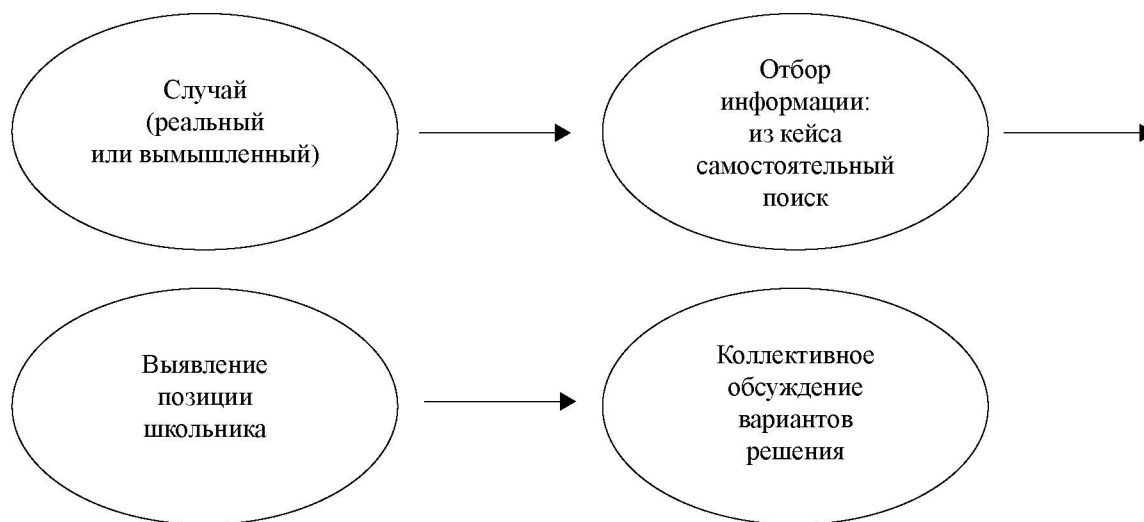 Случай
(реальный
или вымышленный)
Отбор
информации:
из кейса
самостоятельный
поиск
Выявление
позиции
школьника
Коллективное
обсуждение
вариантов
решения